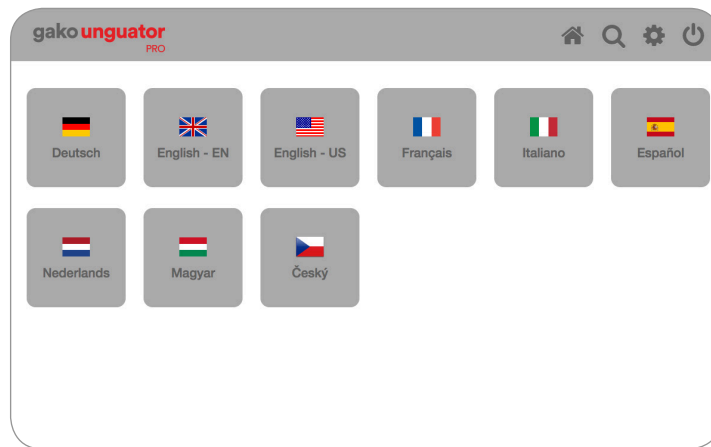 gako unguator
PRO
Deutsch
English - EN
English - US
Français
Italiano
Español
Nederlands
Magyar
Český